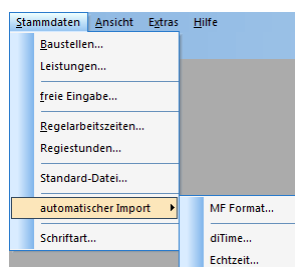 Stammdaten Ansicht Extras Hilfe
Baustellen...
Leistungen...
freie Eingabe...
Regelarbeitszeiten...
Regiestunden...
Standard-Datei...
automatischer Import
Schriftart...
MF Format...
diTime...
Echtzeit...